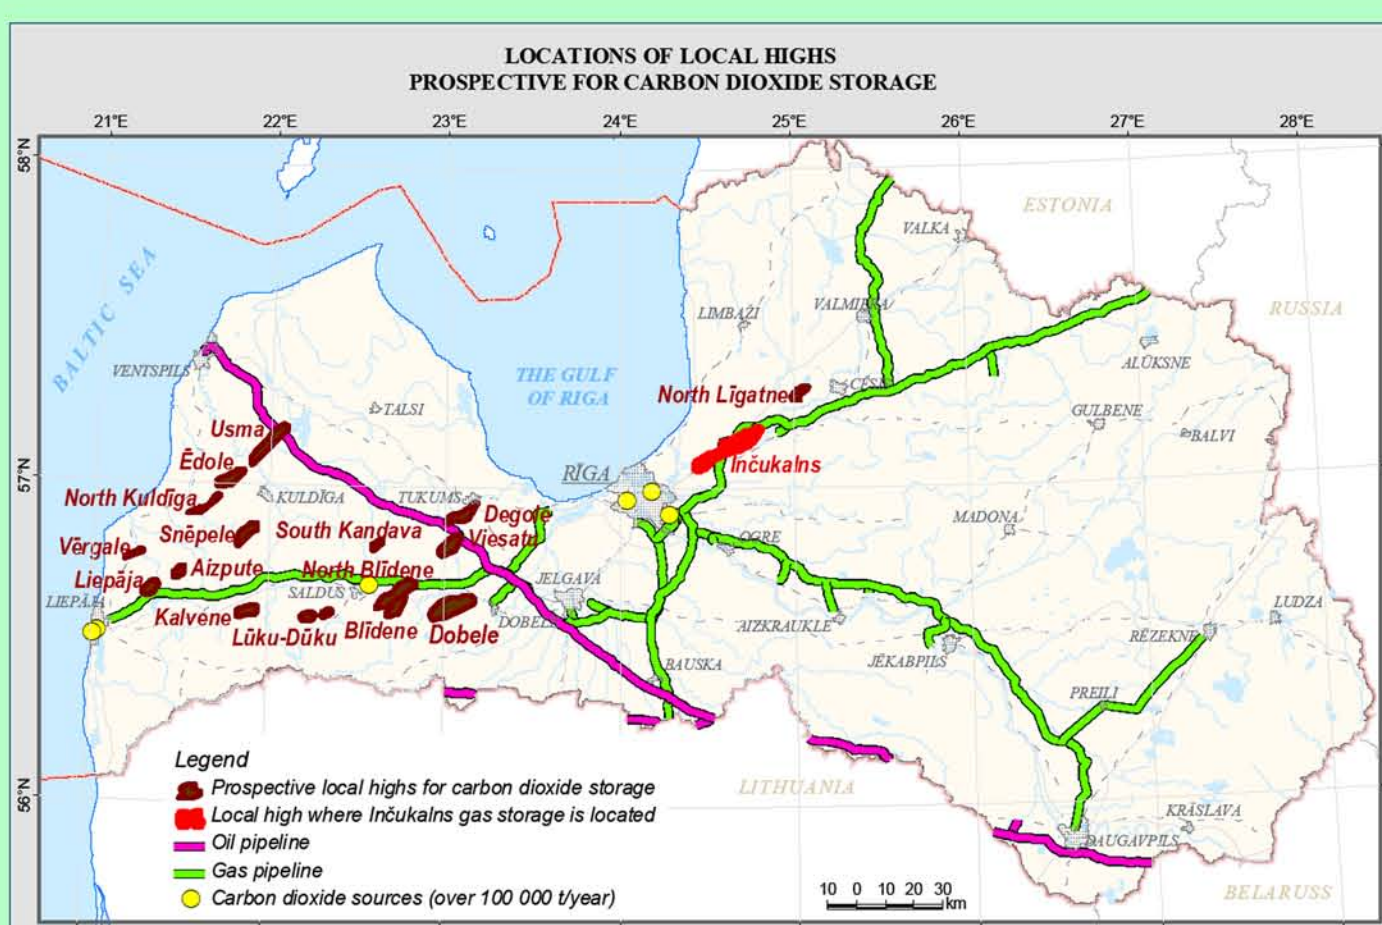 LOCATIONS OF LOCAL HIGHS
PROSPECTIVE FOR CARBON DIOXIDE STORAGE
21°E 22°E 23°E 24°E 25°E 26°E 27°E 28°E
58°N
57°N
56°N
ESTONIA
RUSSIA
LITHUANIA
BELARUSS
BALTIC SEA
THE GULF
OF RIGA
VALKA
LIMBAŽI
VALMIERA
ALŪKSNE
VENTSPILS
TALSI
North Līgatne
CĒSIS
GULBENE
BALVI
Usma
Ēdole
Inčukalns
RĪGA
North Kuldīga
KULDĪGA
TUKUMS
Degole
MADONA
Snēpele
South Kandava
Viesatu
OGRE
Vērgale
Aizpute
North Blīdene
Liepāja
JELGAVA
LIEPĀJA
SALDUS
Kalvene
Lūku-Dūku
Blīdene
Dobele
DOBELE
AIZKRAUKLE
LUDZA
RĒZEKNE
JĒKABPILS
BAUSKA
PREILI
KRĀSLAVA
DAUGAVPILS
Legend
Prospective local highs for carbon dioxide storage
Local high where Inčukalns gas storage is located
Oil pipeline
Gas pipeline
Carbon dioxide sources (over 100 000 t/year)
10 0 10 20 30
km